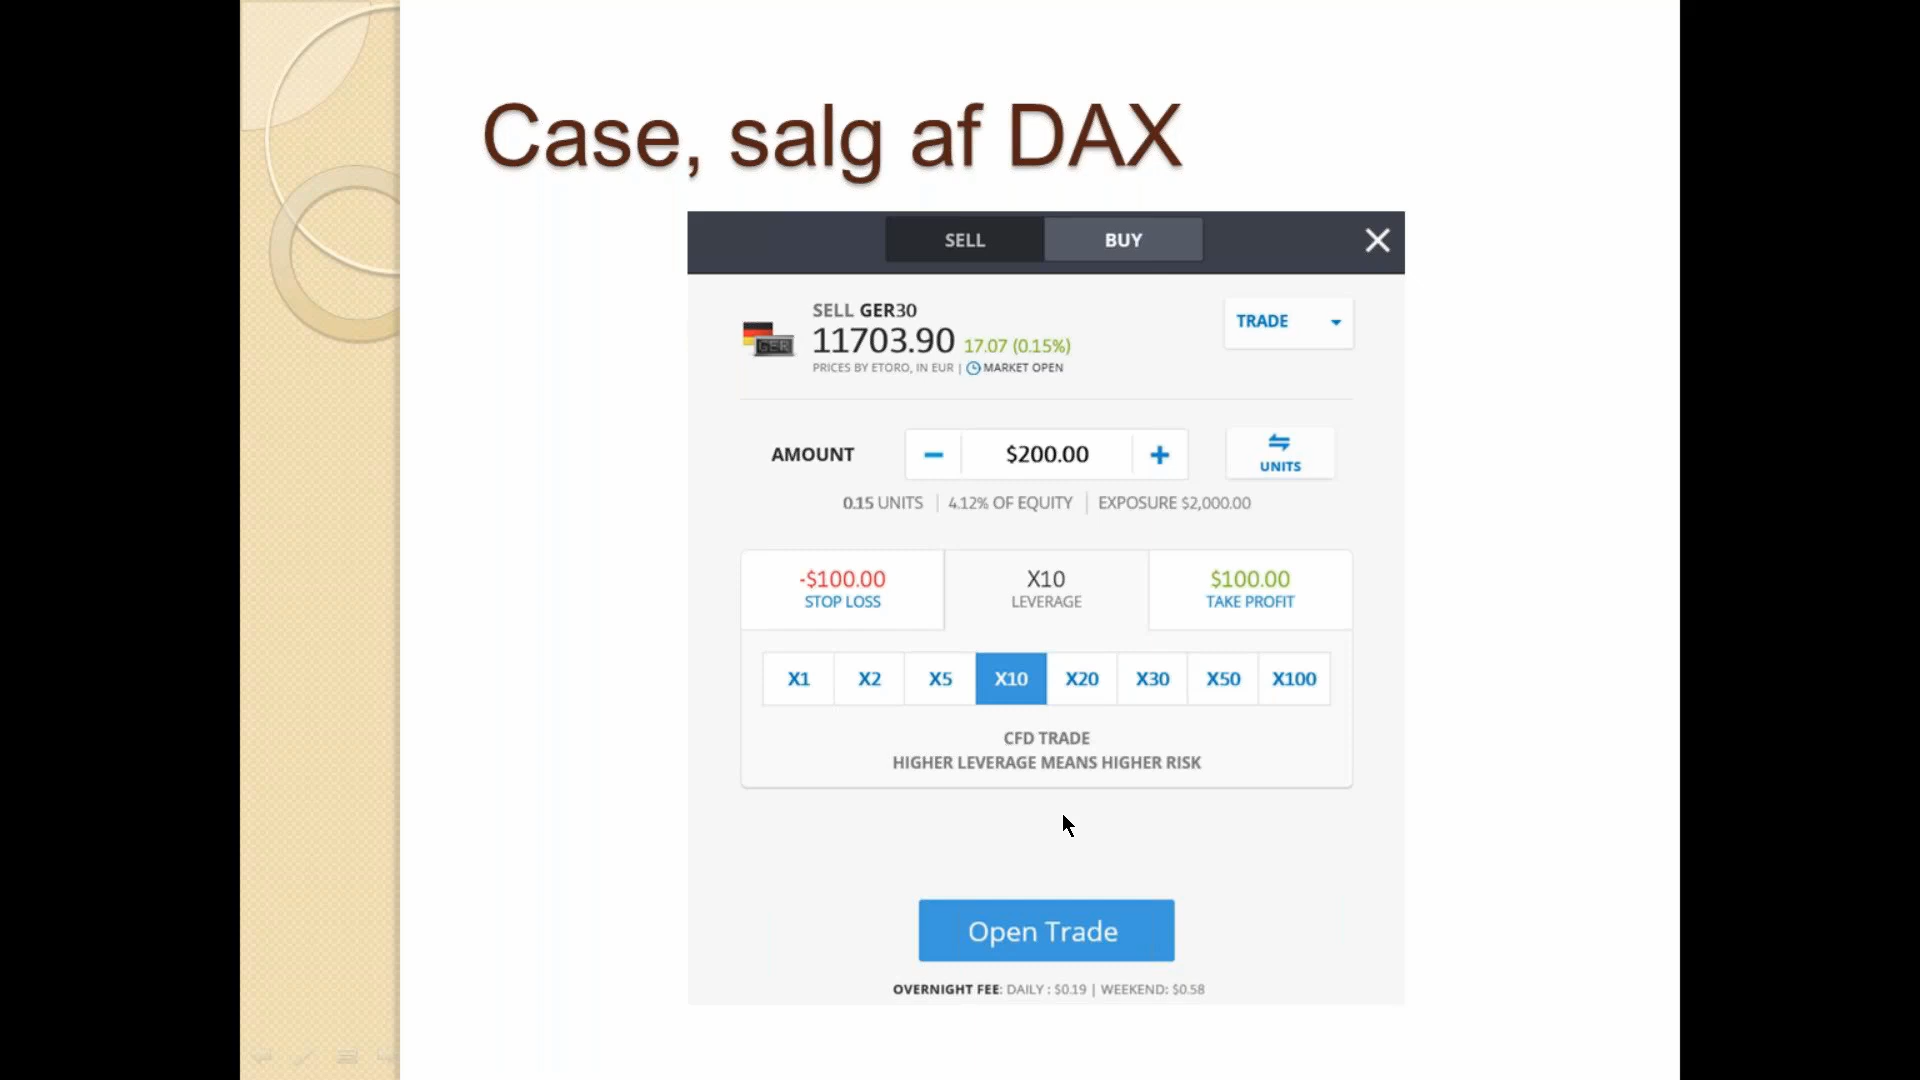 Case, salg af DAX
SELL BUY
SELL GER30
11703.90 17.07 (0.15%)
PRICES BY ETORO, IN EUR | MARKET OPEN
TRADE
GER
AMOUNT − $200.00 + UNITS
0.15 UNITS | 4.12% OF EQUITY | EXPOSURE $2,000.00
-$100.00 X10 $100.00
STOP LOSS LEVERAGE TAKE PROFIT
X1 X2 X5 X10 X20 X30 X50 X100
CFD TRADE
HIGHER LEVERAGE MEANS HIGHER RISK
Open Trade
OVERNIGHT FEE: DAILY : $0.19 | WEEKEND: $0.58